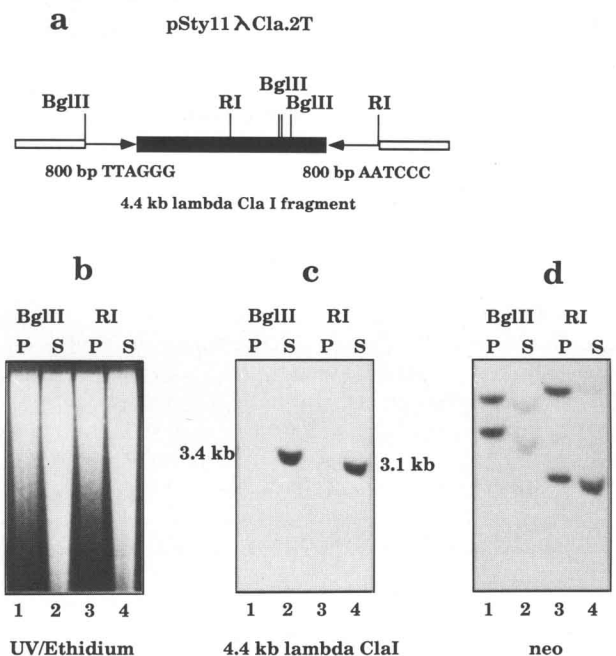 a
pSty11 λCla.2T
BglII
BglII RI BglII RI
800 bp TTAGGG 800 bp AATCCC
4.4 kb lambda Cla I fragment
b c d
BglII RI BglII RI BglII RI
P S P S P S P S P S P S
3.4 kb 3.1 kb
1 2 3 4 1 2 3 4 1 2 3 4
UV/Ethidium 4.4 kb lambda ClaI neo